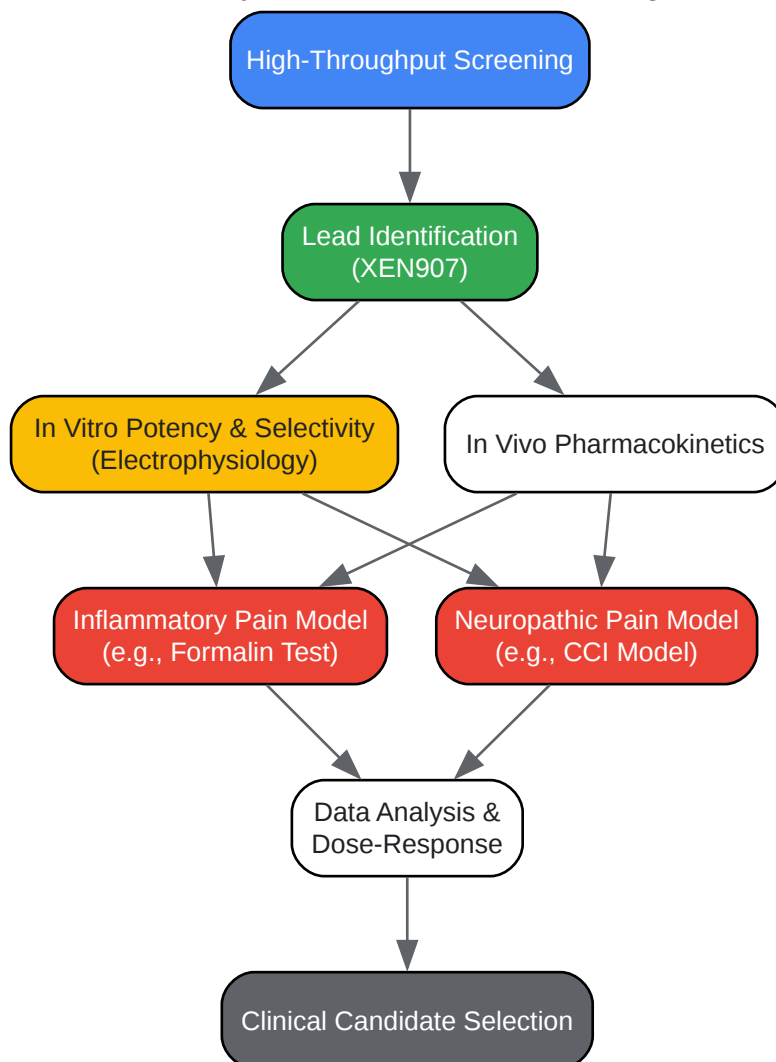 High-Throughput Screening
Lead Identification
(XEN907)
In Vitro Potency & Selectivity
(Electrophysiology)
In Vivo Pharmacokinetics
Inflammatory Pain Model
(e.g., Formalin Test)
Neuropathic Pain Model
(e.g., CCI Model)
Data Analysis &
Dose-Response
Clinical Candidate Selection